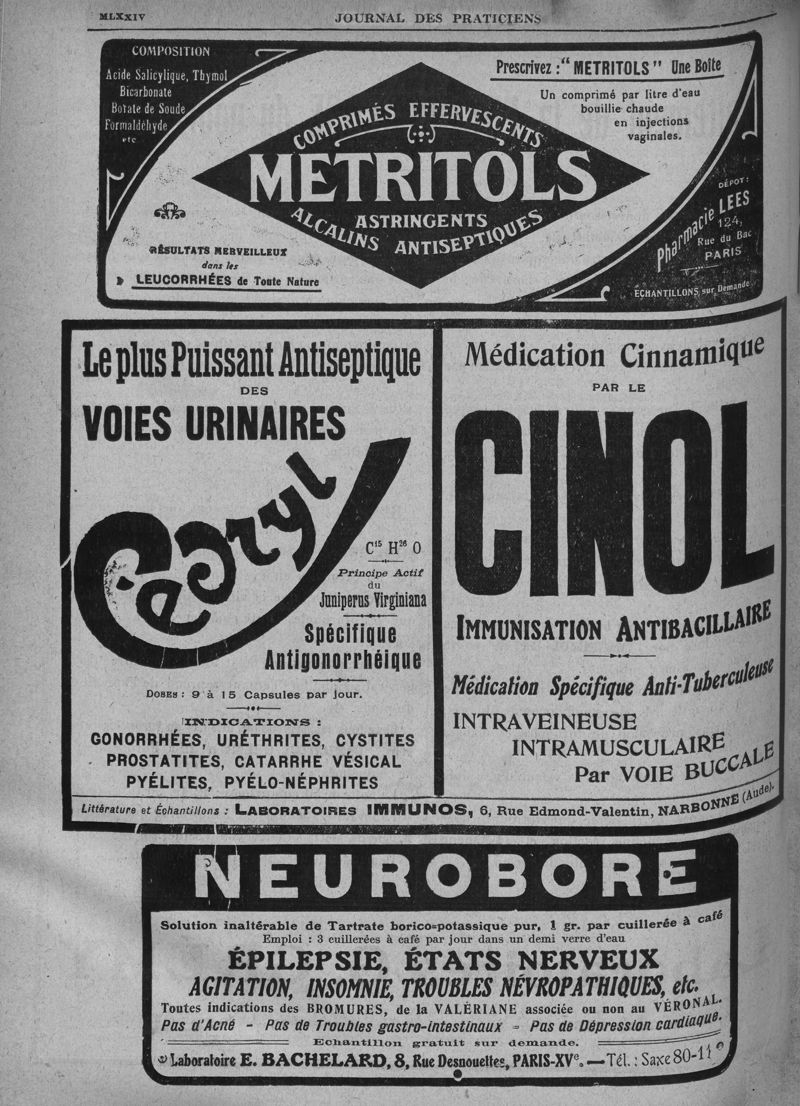 MLXXIV
JOURNAL DES PRATICIENS
COMPOSITION
Acide Salicylique, Thymol
Bicarbonate
Borate de Soude
Formaldéhyde
etc
Prescrivez : "METRITOLS" Une Boîte
Un comprimé par litre d'eau
bouillie chaude
en injections
vaginales.
COMPRIMÉS EFFERVESCENTS
METRITOLS
ASTRINGENTS
ALCALINS ANTISEPTIQUES
RÉSULTATS MERVEILLEUX
dans les
LEUCORRHÉES de Toute Nature
DÉPOT :
Pharmacie LEES
124,
Rue du Bac
PARIS
ÉCHANTILLONS sur Demande
Le plus Puissant Antiseptique
DES
VOIES URINAIRES
Cedryl
C15 H26 O
Principe Actif
du
Juniperus Virginiana
Spécifique
Antigonorrhéique
DOSES : 9 à 15 Capsules par jour.
INDICATIONS :
GONORRHÉES, URÉTHRITES, CYSTITES
PROSTATITES, CATARRHE VÉSICAL
PYÉLITES, PYÉLO-NÉPHRITES
Médication Cinnamique
PAR LE
CINOL
IMMUNISATION ANTIBACILLAIRE
Médication Spécifique Anti-Tuberculeuse
INTRAVEINEUSE
INTRAMUSCULAIRE
Par VOIE BUCCALE
Littérature et Échantillons : LABORATOIRES IMMUNOS, 6, Rue Edmond-Valentin, NARBONNE (Aude).
NEUROBORE
Solution inaltérable de Tartrate borico=potassique pur, 1 gr. par cuillerée à café
Emploi : 3 cuillerées à café par jour dans un demi verre d'eau
ÉPILEPSIE, ÉTATS NERVEUX
AGITATION, INSOMNIE, TROUBLES NÉVROPATHIQUES, etc.
Toutes indications des BROMURES, de la VALÉRIANE associée ou non au VÉRONAL.
Pas d'Acné - Pas de Troubles gastro-intestinaux - Pas de Dépression cardiaque.
Echantillon gratuit sur demande.
Laboratoire E. BACHELARD, 8, Rue Desnouettes, PARIS-XVe. — Tél. : Saxe 80-11